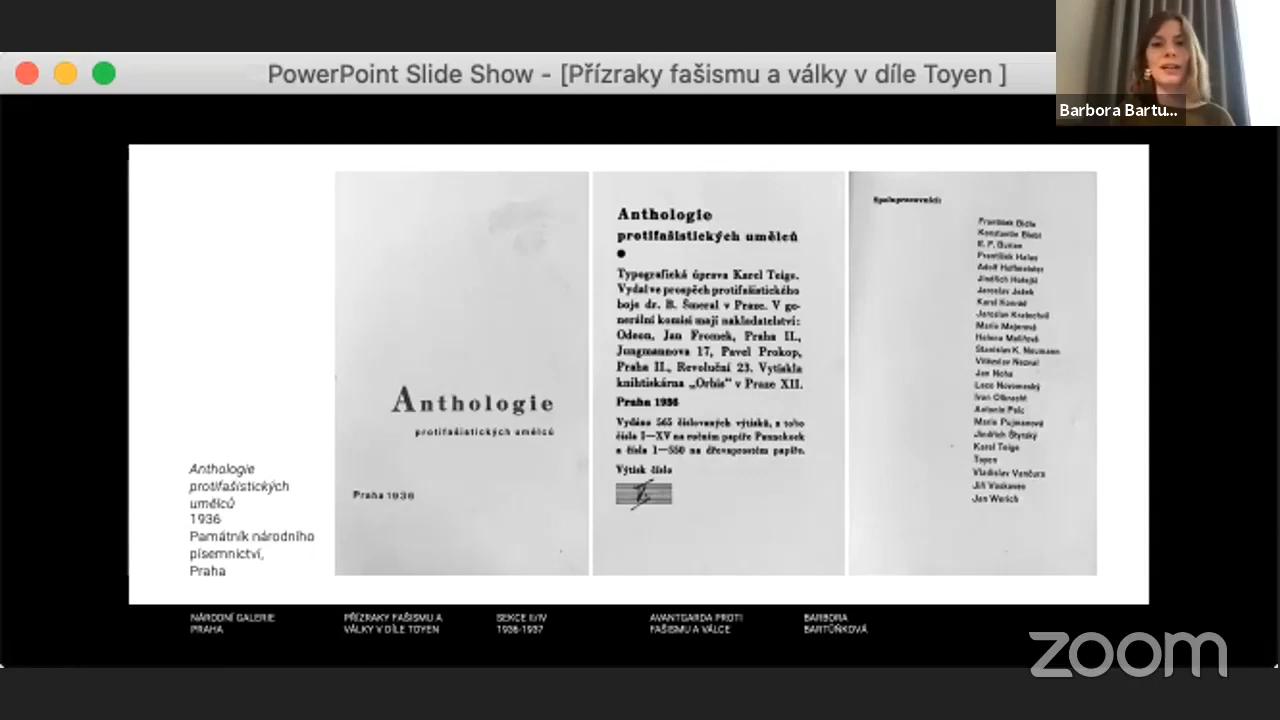 PowerPoint Slide Show - [Přízraky fašismu a války v díle Toyen ]
Barbora Bartu...
Anthologie
protifašistických umělců
Praha 1936
Anthologie
protifašistických umělců
Typografická úprava Karel Teige.
Vydal ve prospěch protifašistického
boje dr. B. Šmeral v Praze. V ge-
nerální komisi mají nakladatelství:
Odeon, Jan Fromek, Praha II.,
Jungmannova 17, Pavel Prokop,
Praha II., Revoluční 23. Vytiskla
knihtiskárna „Orbis“ v Praze XII.
Praha 1936
Vydáno 565 číslovaných výtisků, z toho
čísla I—XV na ručním papíře Pannekoek
a čísla 1—550 na dřevaprostém papíře.
Výtisk číslo
Spolupracovníci:
František Bidlo
Konstantin Biebl
E. F. Burian
František Halas
Adolf Hoffmeister
Jindřich Hořejší
Jaroslav Ježek
Karel Konrád
Jaroslav Kratochvíl
Marie Majerová
Helena Malířová
Stanislav K. Neumann
Vítězslav Nezval
Jan Noha
Laco Novomeský
Ivan Olbracht
Antonín Pelc
Marie Pujmanová
Jindřich Štyrský
Karel Teige
Toyen
Vladislav Vančura
Jiří Voskovec
Jan Werich
Anthologie
protifašistických
umělců
1936
Památník národního
písemnictví,
Praha
NÁRODNÍ GALERIE
PRAHA
PŘÍZRAKY FAŠISMU A
VÁLKY V DÍLE TOYEN
SEKCE II/IV
1936-1937
AVANTGARDA PROTI
FAŠISMU A VÁLCE
BARBORA
BARTŮŇKOVÁ
zoom